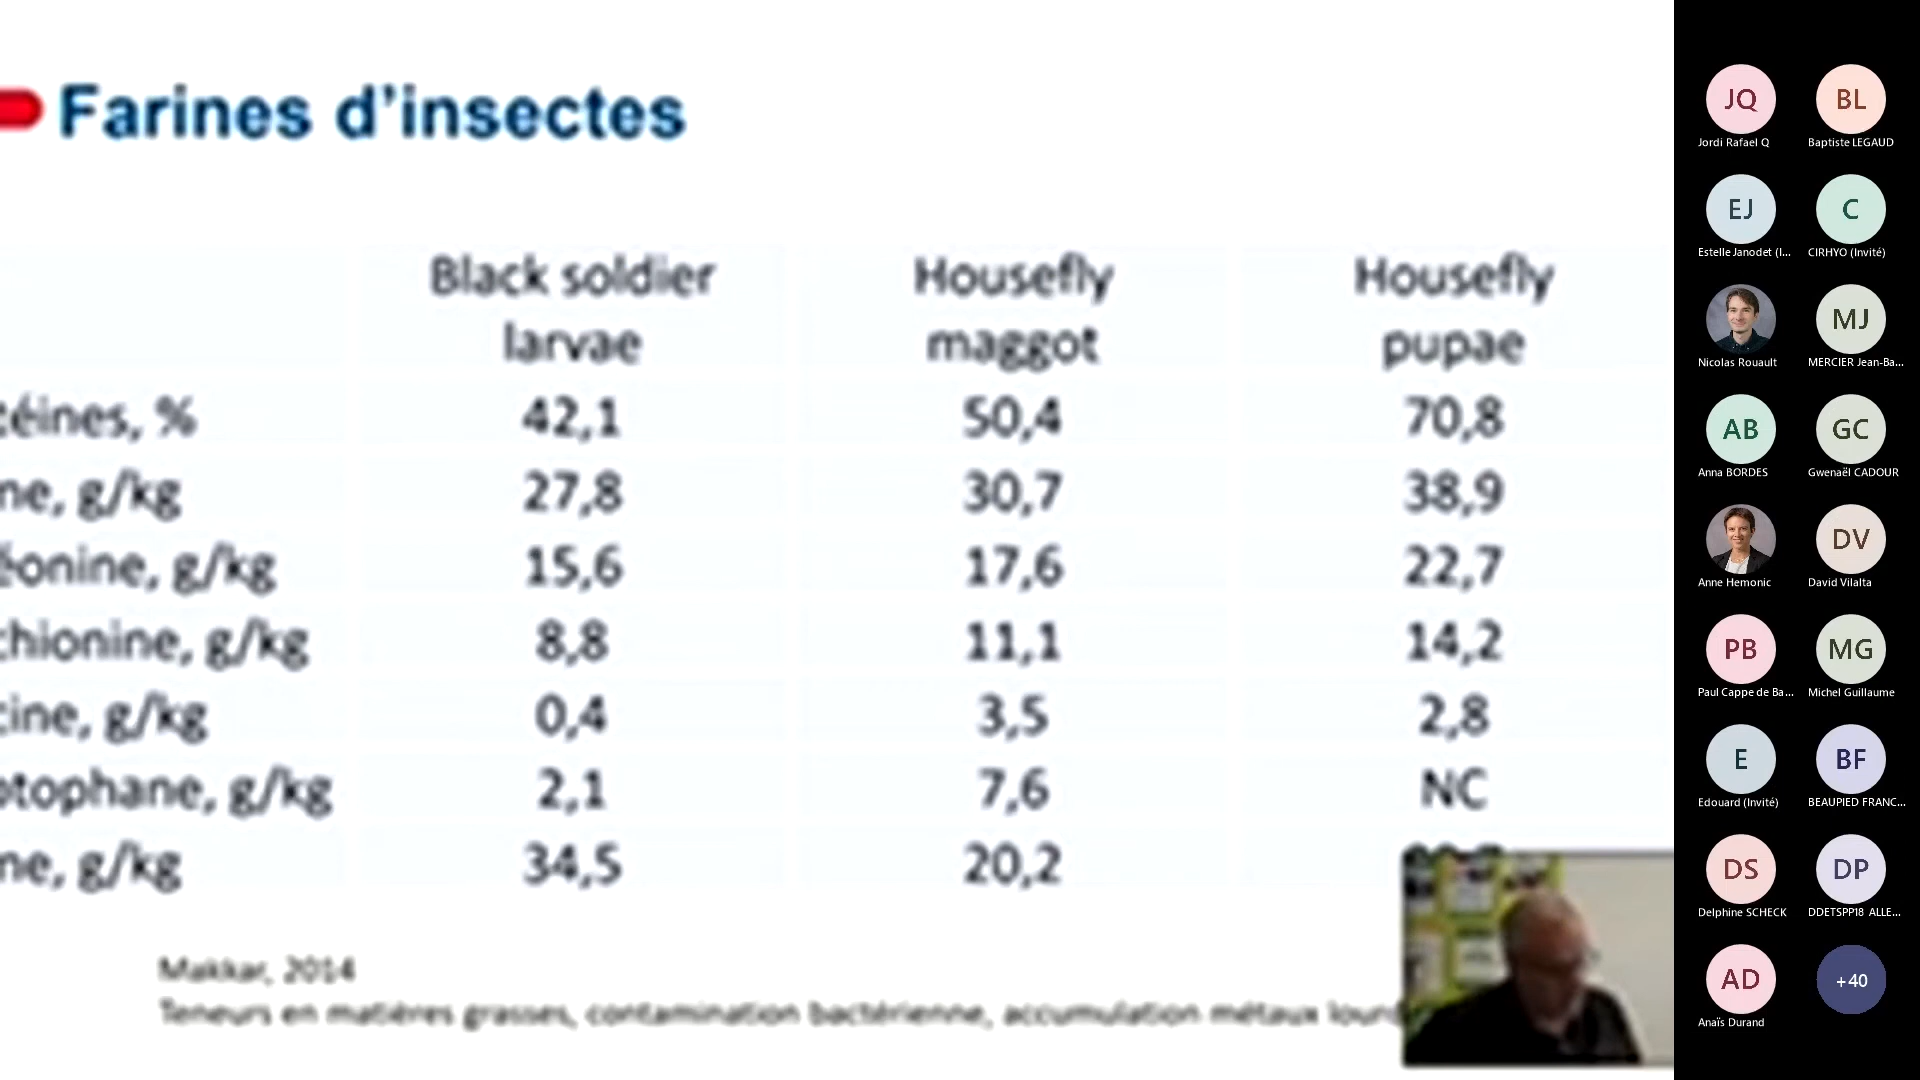 Farines d'insectes
Black soldier larvae Housefly maggot Housefly pupae
téines, % 42,1 50,4 70,8
ne, g/kg 27,8 30,7 38,9
éonine, g/kg 15,6 17,6 22,7
chionine, g/kg 8,8 11,1 14,2
cine, g/kg 0,4 3,5 2,8
ptophane, g/kg 2,1 7,6 NC
ne, g/kg 34,5 20,2
Makkar, 2014
Teneurs en matières grasses, contamination bactérienne, accumulation métaux lourd
JQ BL
Jordi Rafael Q Baptiste LEGAUD
EJ C
Estelle Janodet (I... CIRHYO (Invité)
MJ
Nicolas Rouault MERCIER Jean-Ba...
AB GC
Anna BORDES Gwenaël CADOUR
DV
Anne Hemonic David Vilalta
PB MG
Paul Cappe de Ba... Michel Guillaume
E BF
Edouard (Invité) BEAUPIED FRANC...
DS DP
Delphine SCHECK DDETSPP18 ALLE...
AD +40
Anaïs Durand